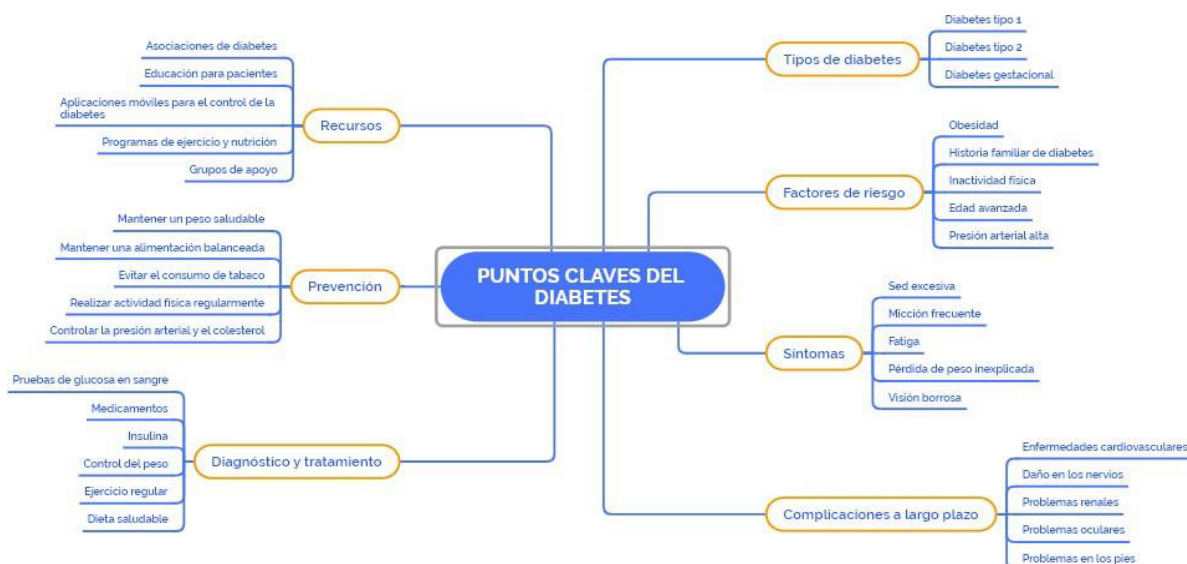 PUNTOS CLAVES DEL
DIABETES
Tipos de diabetes
Diabetes tipo 1
Diabetes tipo 2
Diabetes gestacional
Factores de riesgo
Obesidad
Historia familiar de diabetes
Inactividad física
Edad avanzada
Presión arterial alta
Síntomas
Sed excesiva
Micción frecuente
Fatiga
Pérdida de peso inexplicada
Visión borrosa
Complicaciones a largo plazo
Enfermedades cardiovasculares
Daño en los nervios
Problemas renales
Problemas oculares
Problemas en los pies
Recursos
Asociaciones de diabetes
Educación para pacientes
Aplicaciones móviles para el control de la
diabetes
Programas de ejercicio y nutrición
Grupos de apoyo
Prevención
Mantener un peso saludable
Mantener una alimentación balanceada
Evitar el consumo de tabaco
Realizar actividad física regularmente
Controlar la presión arterial y el colesterol
Diagnóstico y tratamiento
Pruebas de glucosa en sangre
Medicamentos
Insulina
Control del peso
Ejercicio regular
Dieta saludable